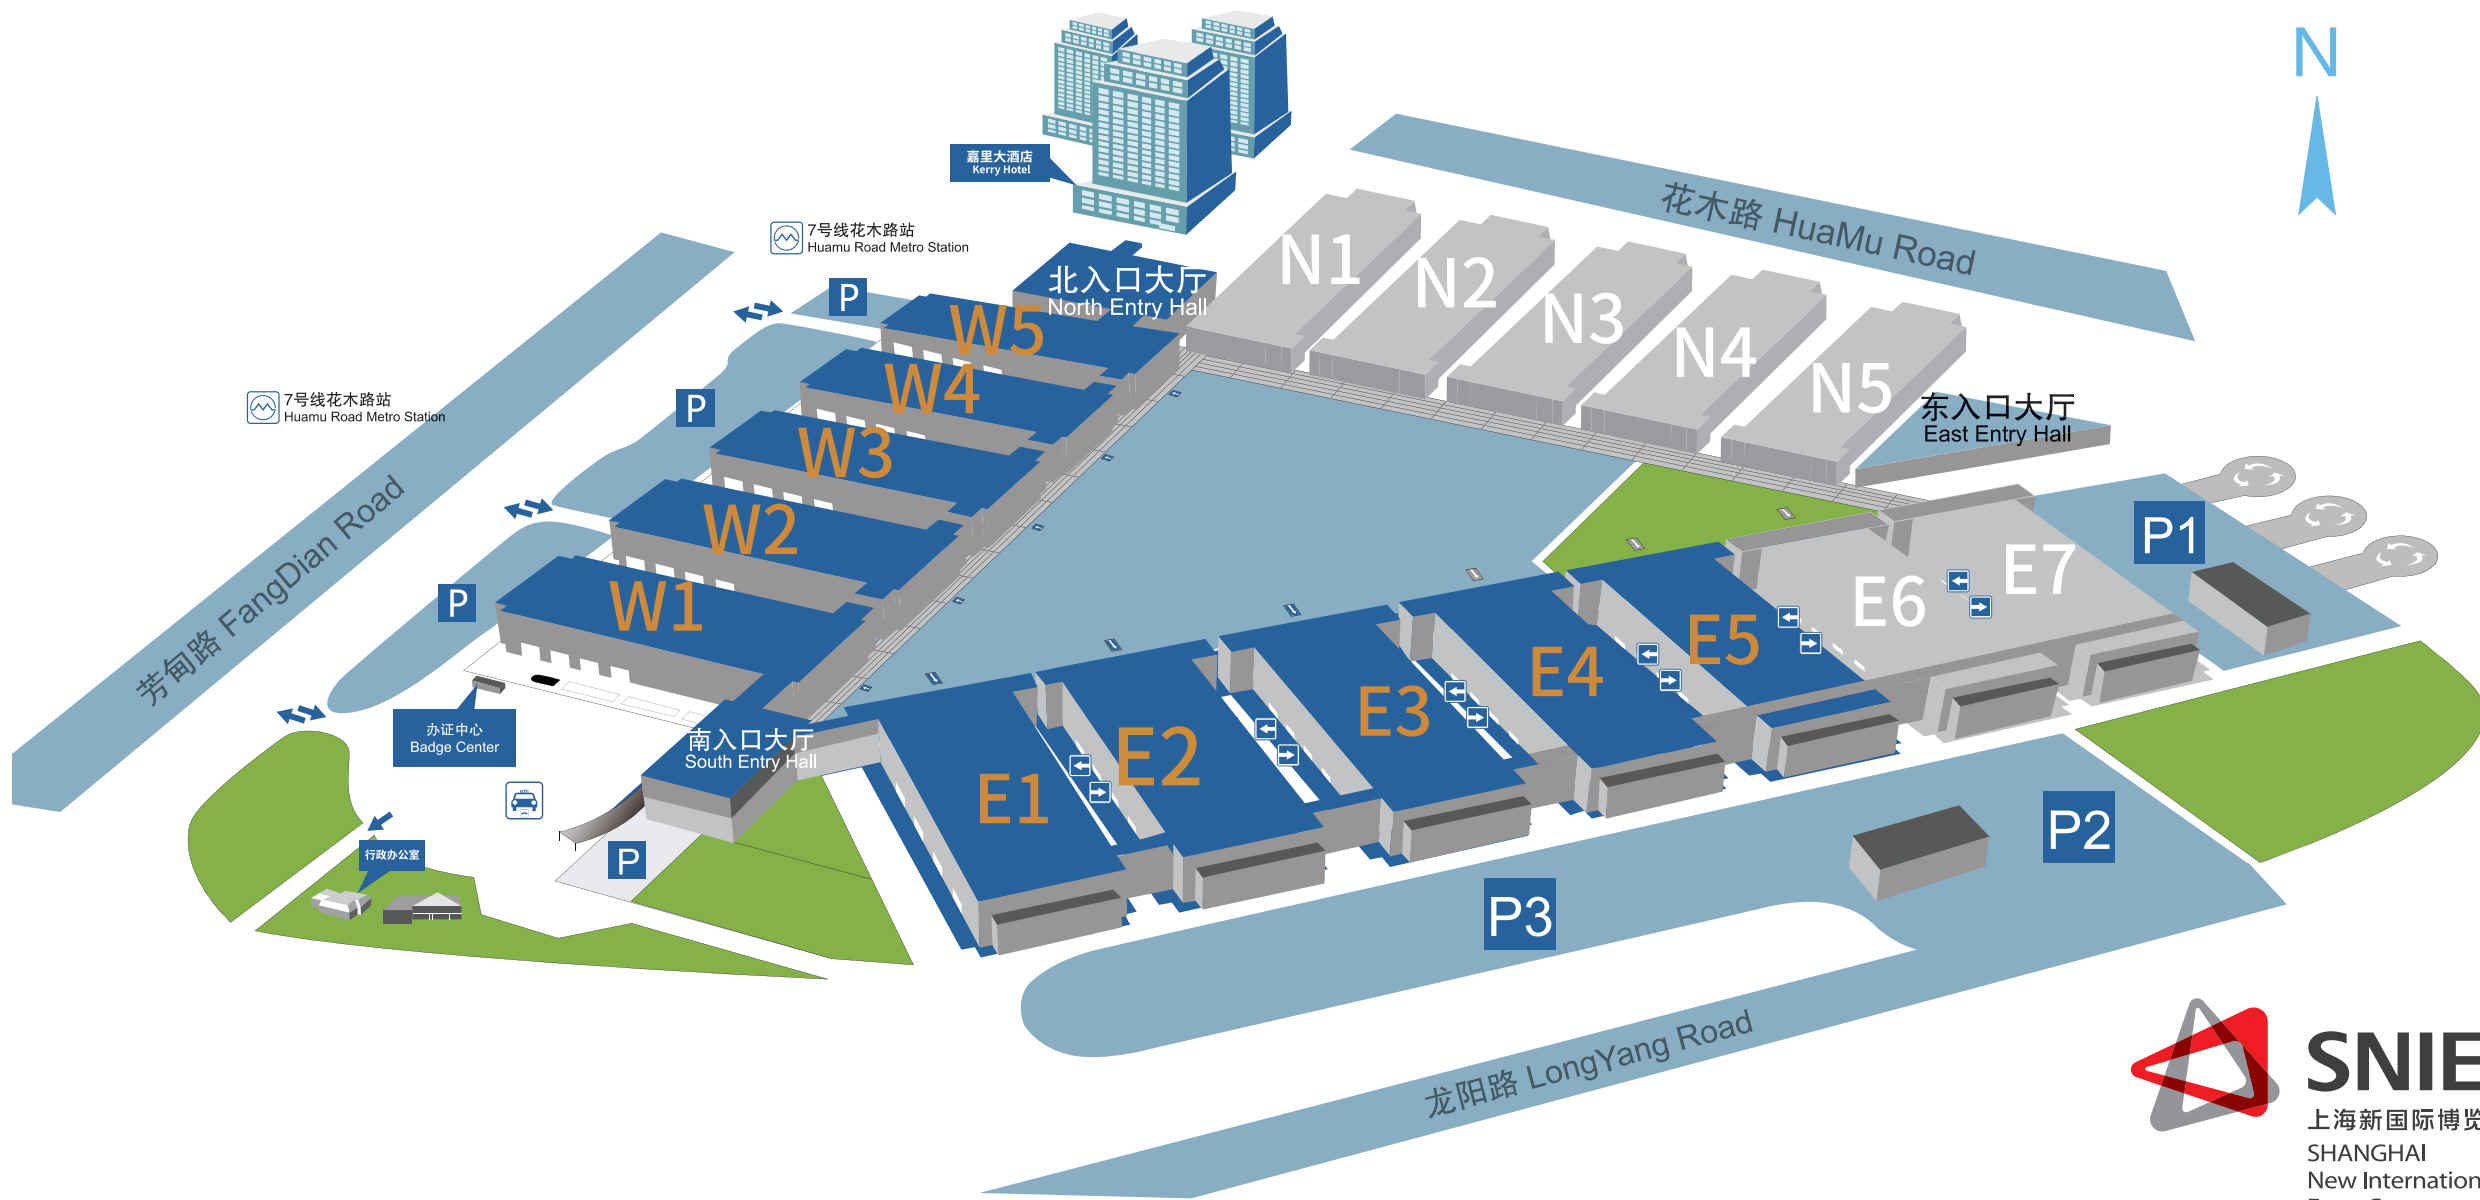 N
嘉里大酒店
Kerry Hotel
花木路 HuaMu Road
7号线花木路站
Huamu Road Metro Station
北入口大厅
North Entry Hall
N1
N2
N3
N4
N5
P
W5
W4
W3
W2
W1
P
P
7号线花木路站
Huamu Road Metro Station
芳甸路 FangDian Road
东入口大厅
East Entry Hall
P1
E7
E6
E5
E4
E3
E2
E1
办证中心
Badge Center
南入口大厅
South Entry Hall
行政办公室
P
P2
P3
龙阳路 LongYang Road
SNIE
上海新国际博览
SHANGHAI
New Internation